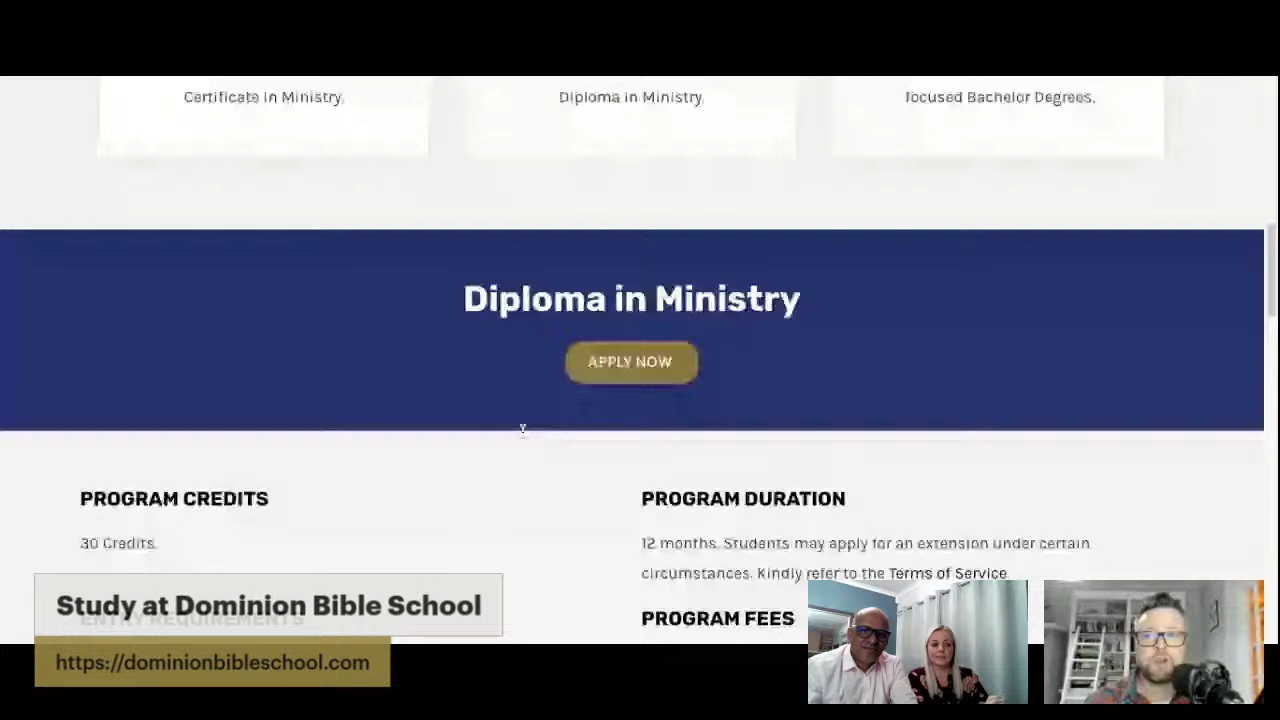 Certificate in Ministry.
Diploma in Ministry.
focused Bachelor Degrees.
Diploma in Ministry
APPLY NOW
PROGRAM CREDITS
30 Credits.
PROGRAM DURATION
12 months. Students may apply for an extension under certain
circumstances. Kindly refer to the Terms of Service
ENTRY REQUIREMENTS
PROGRAM FEES
Study at Dominion Bible School
https://dominionbibleschool.com